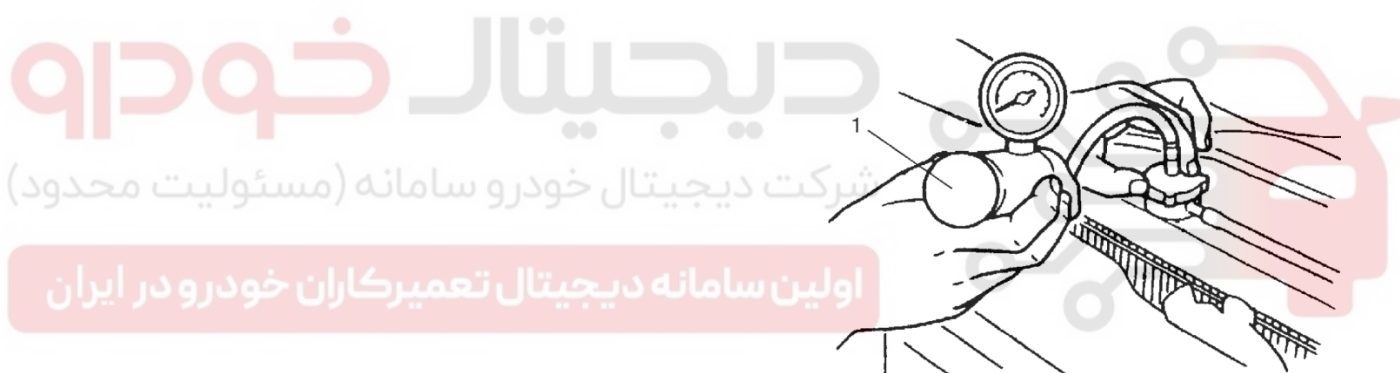 دیجیتال خودرو
شرکت دیجیتال خودرو سامانه (مسئولیت محدود)
اولین سامانه دیجیتال تعمیرکاران خودرو در ایران
1